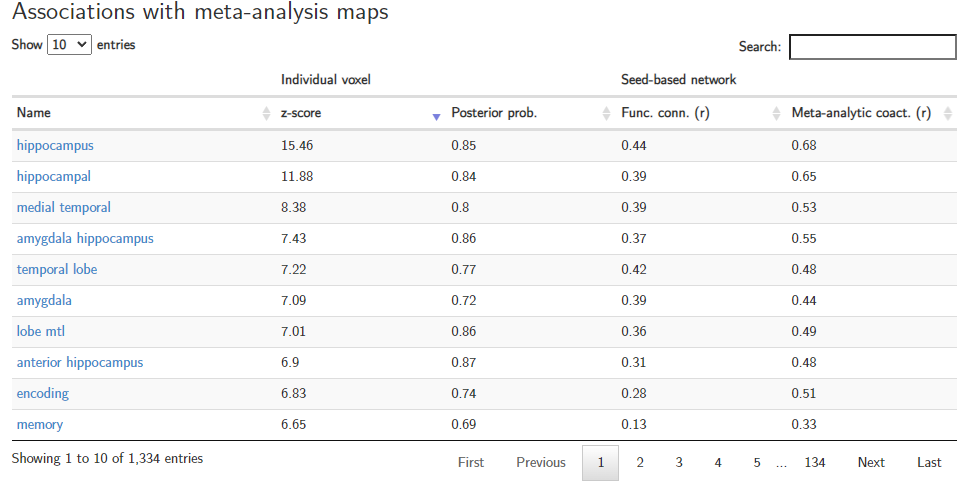 Associations with meta-analysis maps
Show 10 entries
Search:
Individual voxel Seed-based network
Name z-score Posterior prob. Func. conn. (r) Meta-analytic coact. (r)
hippocampus 15.46 0.85 0.44 0.68
hippocampal 11.88 0.84 0.39 0.65
medial temporal 8.38 0.8 0.39 0.53
amygdala hippocampus 7.43 0.86 0.37 0.55
temporal lobe 7.22 0.77 0.42 0.48
amygdala 7.09 0.72 0.39 0.44
lobe mtl 7.01 0.86 0.36 0.49
anterior hippocampus 6.9 0.87 0.31 0.48
encoding 6.83 0.74 0.28 0.51
memory 6.65 0.69 0.13 0.33
Showing 1 to 10 of 1,334 entries
First Previous 1 2 3 4 5 ... 134 Next Last